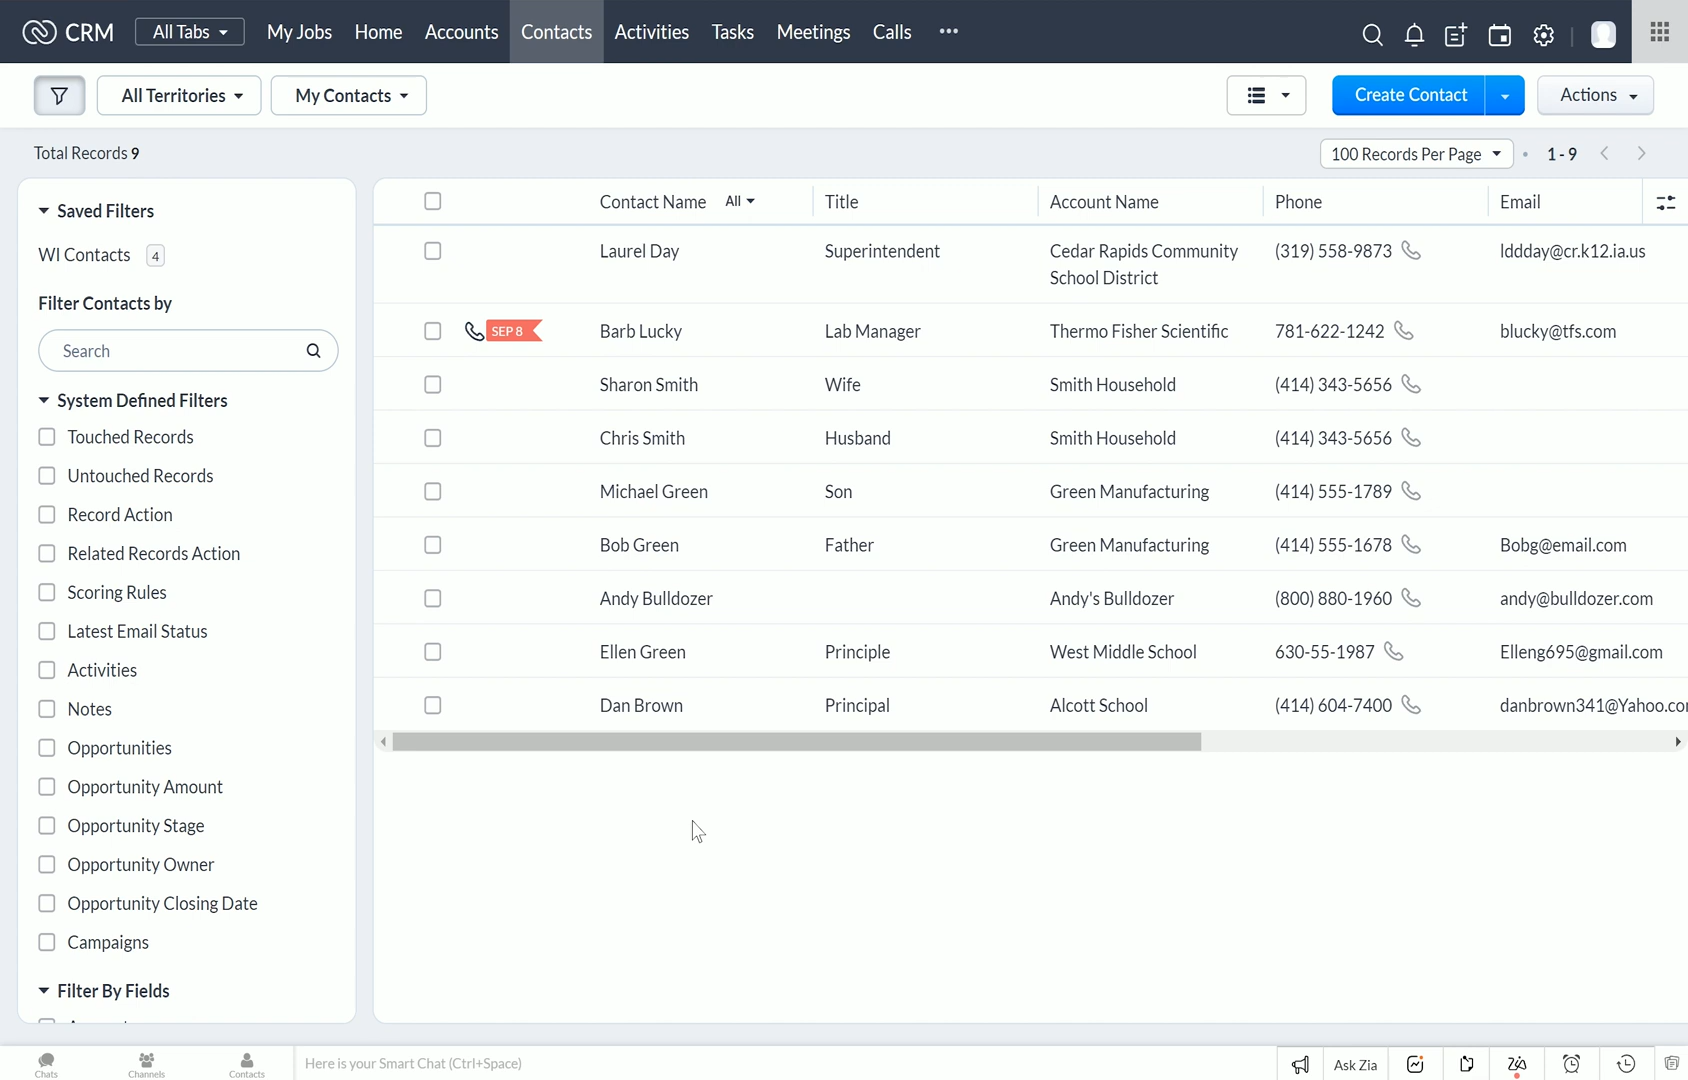 CRM All Tabs My Jobs Home Accounts Contacts Activities Tasks Meetings Calls •••
All Territories My Contacts Create Contact Actions
Total Records 9 100 Records Per Page • 1 - 9
Saved Filters
WI Contacts 4
Filter Contacts by
Search
System Defined Filters
Touched Records
Untouched Records
Record Action
Related Records Action
Scoring Rules
Latest Email Status
Activities
Notes
Opportunities
Opportunity Amount
Opportunity Stage
Opportunity Owner
Opportunity Closing Date
Campaigns
Filter By Fields
Contact Name All Title Account Name Phone Email
Laurel Day Superintendent Cedar Rapids Community (319) 558-9873 lddday@cr.k12.ia.us
School District
SEP 8 Barb Lucky Lab Manager Thermo Fisher Scientific 781-622-1242 blucky@tfs.com
Sharon Smith Wife Smith Household (414) 343-5656
Chris Smith Husband Smith Household (414) 343-5656
Michael Green Son Green Manufacturing (414) 555-1789
Bob Green Father Green Manufacturing (414) 555-1678 Bobg@email.com
Andy Bulldozer Andy's Bulldozer (800) 880-1960 andy@bulldozer.com
Ellen Green Principle West Middle School 630-55-1987 Elleng695@gmail.com
Dan Brown Principal Alcott School (414) 604-7400 danbrown341@Yahoo.co
Chats Channels Contacts Here is your Smart Chat (Ctrl+Space) Ask Zia